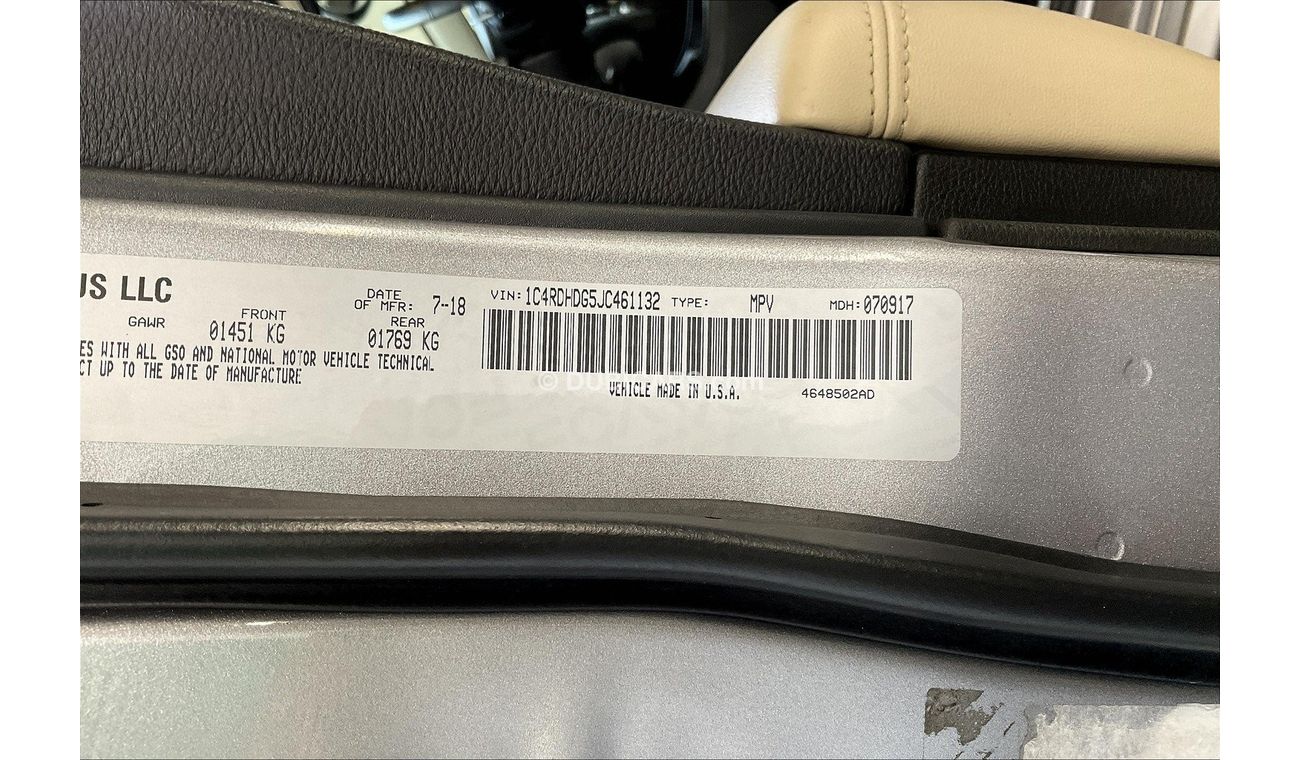 US LLC
DATE OF MFR: 7-18
VIN: 1C4RDHDG5JC461132 TYPE: MPV MDH: 070917
GAWR FRONT 01451 KG REAR 01769 KG
ES WITH ALL GSO AND NATIONAL MOTOR VEHICLE TECHNICAL
CT UP TO THE DATE OF MANUFACTURE
VEHICLE MADE IN U.S.A. 4648502AD